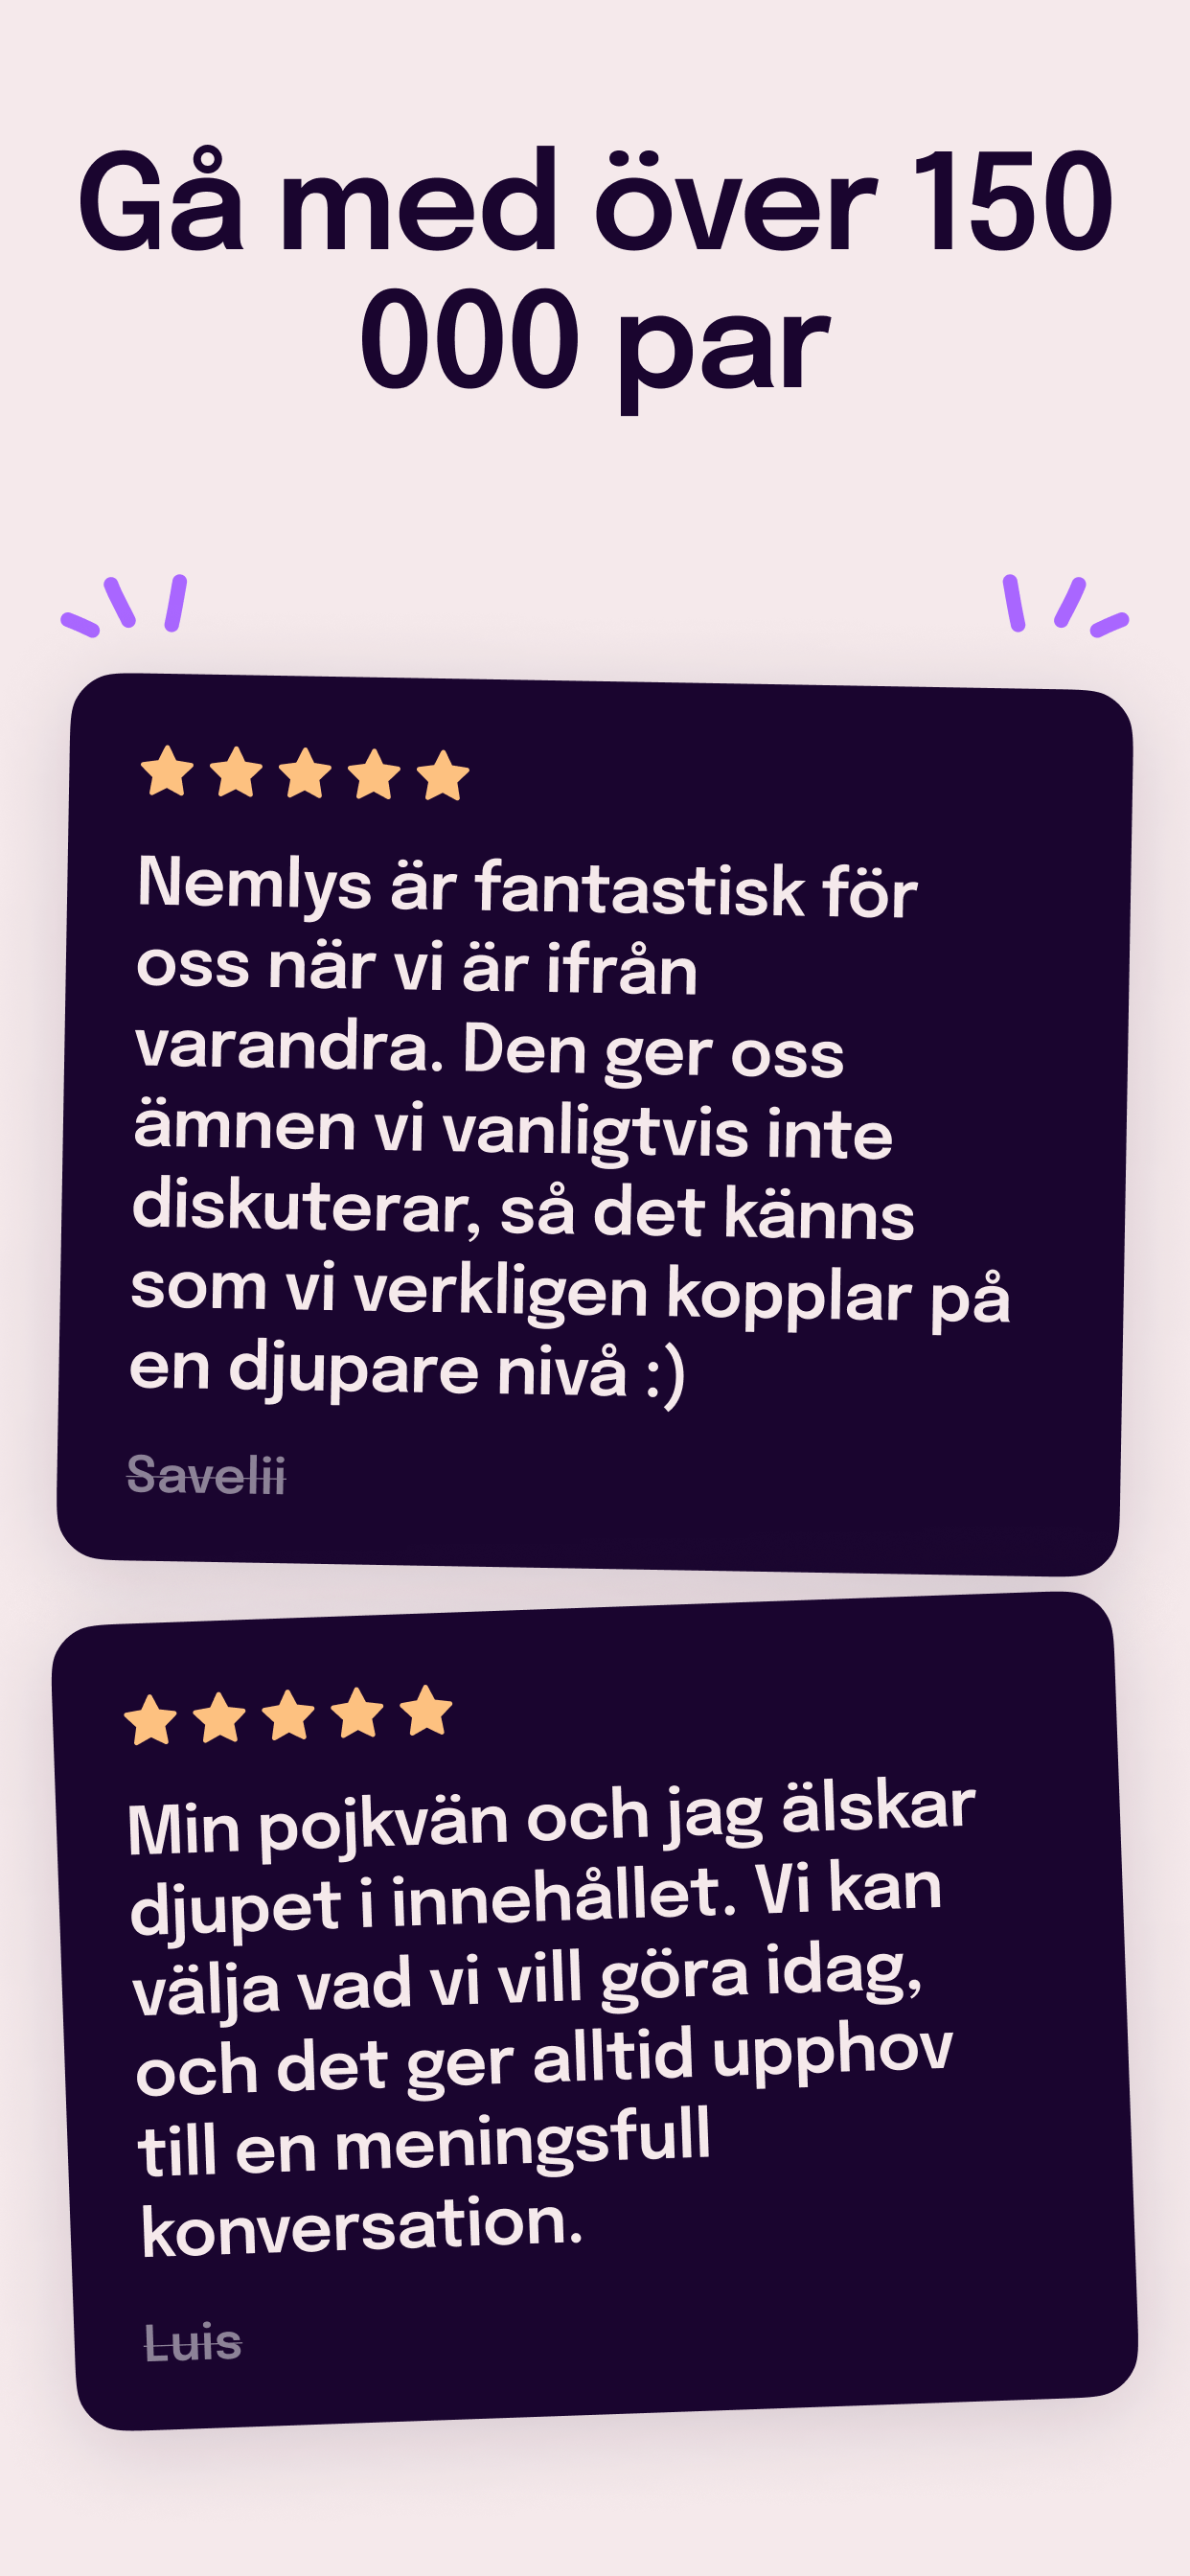 Gå med över 150
000 par
Nemlys är fantastisk för
oss när vi är ifrån
varandra. Den ger oss
ämnen vi vanligtvis inte
diskuterar, så det känns
som vi verkligen kopplar på
en djupare nivå :)
Savelii
Min pojkvän och jag älskar
djupet i innehållet. Vi kan
välja vad vi vill göra idag,
och det ger alltid upphov
till en meningsfull
konversation.
Luis